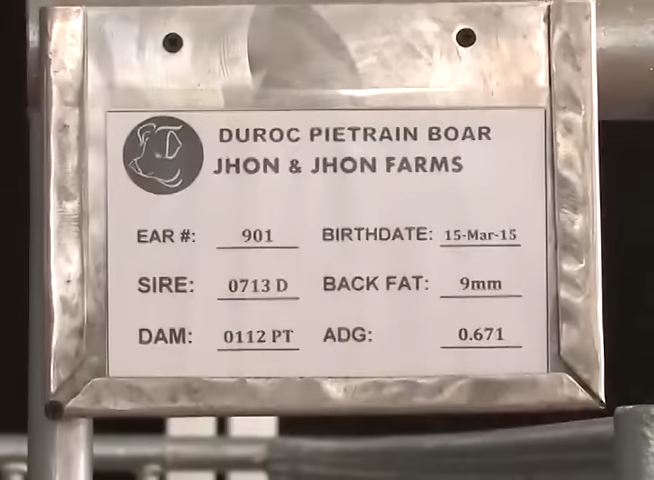 DUROC PIETRAIN BOAR
JHON & JHON FARMS
EAR #: 901 BIRTHDATE: 15-Mar-15
SIRE: 0713 D BACK FAT: 9mm
DAM: 0112 PT ADG: 0.671